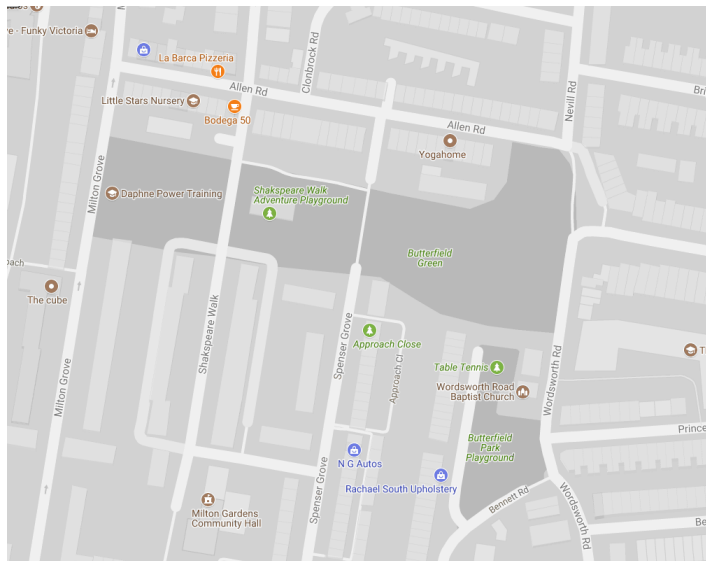 - Funky Victoria
La Barca Pizzeria
Clonbrock Rd
Nevill Rd
Milton Grove
Allen Rd
Little Stars Nursery
Bodega 50
Allen Rd
Yogahome
Milton Grove
Daphne Power Training
Shakspeare Walk
Adventure Playground
Butterfield
Green
The cube
Shakspeare Walk
Spenser Grove
Approach Close
Approach Cl
Table Tennis
Wordsworth Road
Baptist Church
Wordsworth Rd
Milton Grove
Prince
Butterfield
Park
Playground
N G Autos
Rachael South Upholstery
Spenser Grove
Bennett Rd
Wordsworth Rd
Milton Gardens
Community Hall